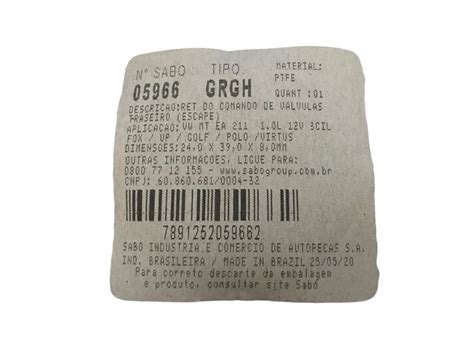 Nº SABO TIPO MATERIAL:
05966 GRGH PTFE
QUANT :01
DESCRICAO:RET DO COMANDO DE VALVULAS
TRASEIRO (ESCAPE)
APLICACAO: VW MT EA 211 1.0L 12V 3CIL
FOX / UP / GOLF / POLO /VIRTUS
DIMENSOES:24,0 X 39,0 X 8,0MM
OUTRAS INFORMACOES, LIGUE PARA:
0800 77 12 155 - www.sabogroup.com.br
CNPJ: 60.860.681/0004-32
7891252059662
SABO INDUSTRIA E COMERCIO DE AUTOPECAS S.A.
IND. BRASILEIRA / MADE IN BRAZIL 25/05/20
Para correto descarte da embalagem
e produto, consultar site Sabó